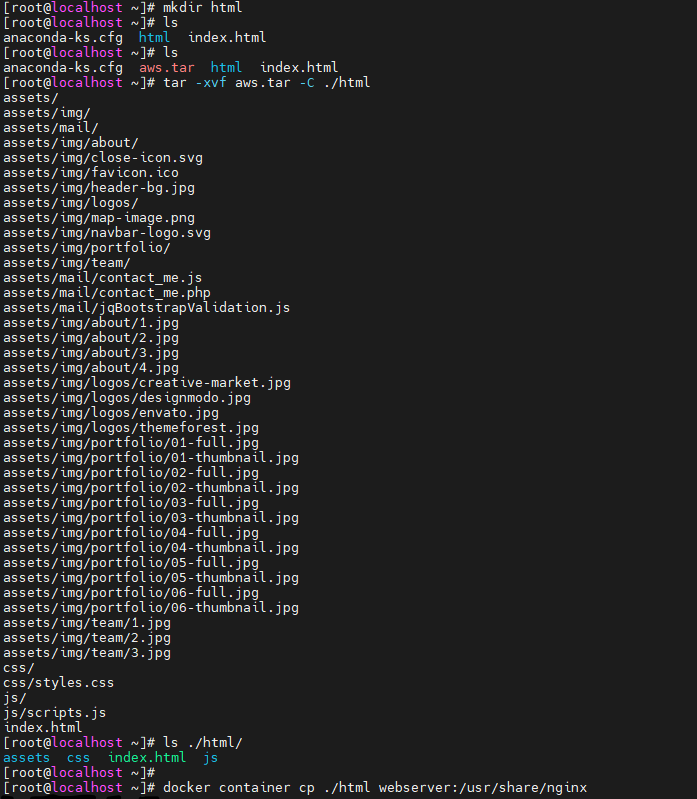 [root@localhost ~]# mkdir html
[root@localhost ~]# ls
anaconda-ks.cfg  html  index.html
[root@localhost ~]# ls
anaconda-ks.cfg  aws.tar  html  index.html
[root@localhost ~]# tar -xvf aws.tar -C ./html
assets/
assets/img/
assets/mail/
assets/img/about/
assets/img/close-icon.svg
assets/img/favicon.ico
assets/img/header-bg.jpg
assets/img/logos/
assets/img/map-image.png
assets/img/navbar-logo.svg
assets/img/portfolio/
assets/img/team/
assets/mail/contact_me.js
assets/mail/contact_me.php
assets/mail/jqBootstrapValidation.js
assets/img/about/1.jpg
assets/img/about/2.jpg
assets/img/about/3.jpg
assets/img/about/4.jpg
assets/img/logos/creative-market.jpg
assets/img/logos/designmodo.jpg
assets/img/logos/envato.jpg
assets/img/logos/themeforest.jpg
assets/img/portfolio/01-full.jpg
assets/img/portfolio/01-thumbnail.jpg
assets/img/portfolio/02-full.jpg
assets/img/portfolio/02-thumbnail.jpg
assets/img/portfolio/03-full.jpg
assets/img/portfolio/03-thumbnail.jpg
assets/img/portfolio/04-full.jpg
assets/img/portfolio/04-thumbnail.jpg
assets/img/portfolio/05-full.jpg
assets/img/portfolio/05-thumbnail.jpg
assets/img/portfolio/06-full.jpg
assets/img/portfolio/06-thumbnail.jpg
assets/img/team/1.jpg
assets/img/team/2.jpg
assets/img/team/3.jpg
css/
css/styles.css
js/
js/scripts.js
index.html
[root@localhost ~]# ls ./html/
assets  css  index.html  js
[root@localhost ~]#
[root@localhost ~]# docker container cp ./html webserver:/usr/share/nginx